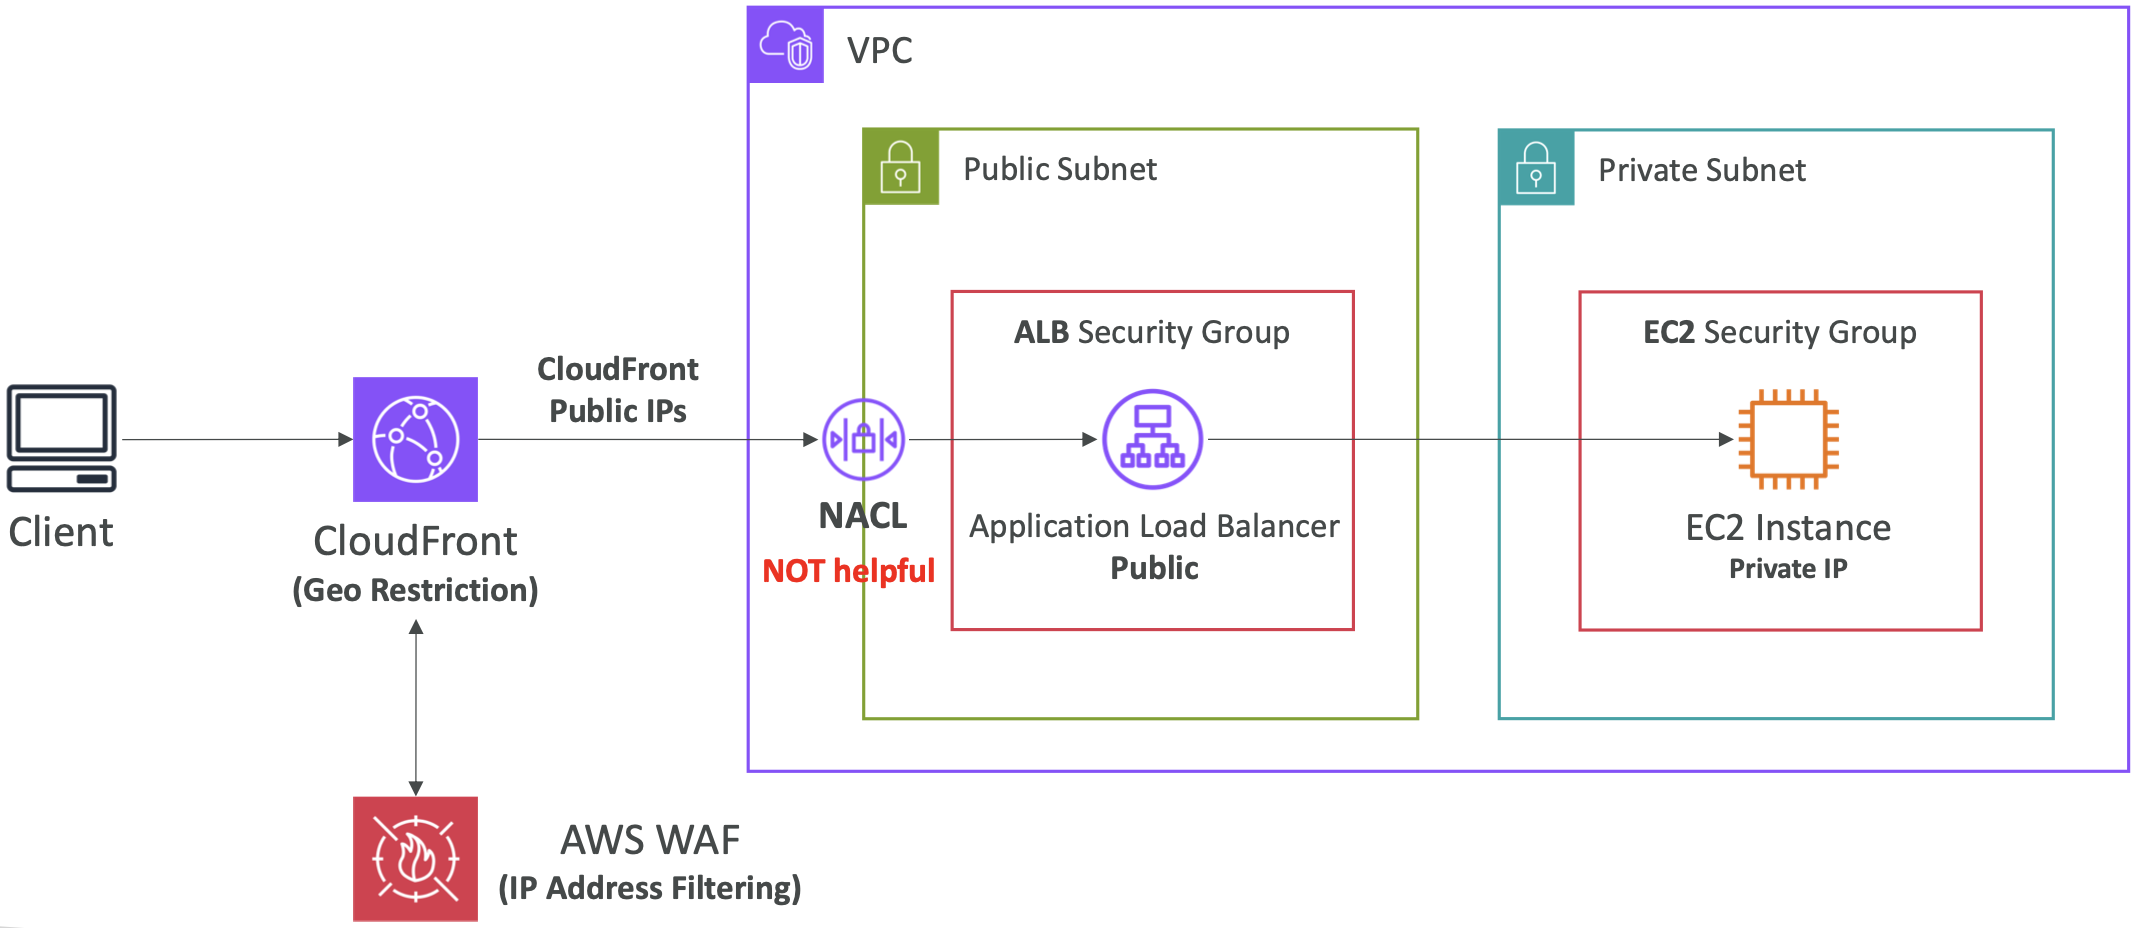 VPC
Public Subnet
Private Subnet
ALB Security Group
EC2 Security Group
CloudFront
Public IPs
Client
CloudFront
(Geo Restriction)
NACL
NOT helpful
Application Load Balancer
Public
EC2 Instance
Private IP
AWS WAF
(IP Address Filtering)